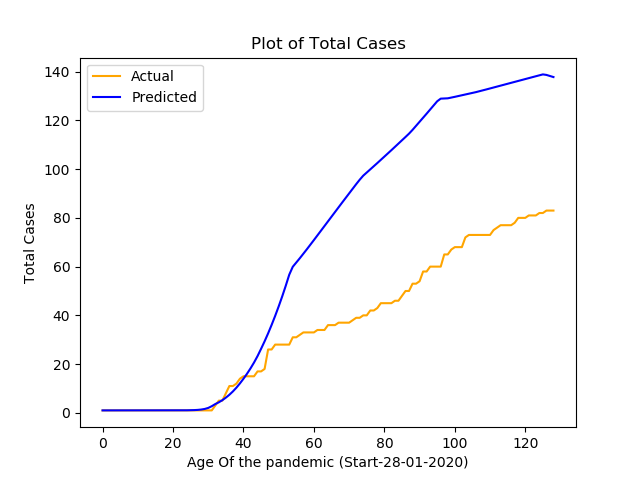 Plot of Total Cases
Actual
Predicted
Total Cases
140
120
100
80
60
40
20
0
0 20 40 60 80 100 120
Age Of the pandemic (Start-28-01-2020)